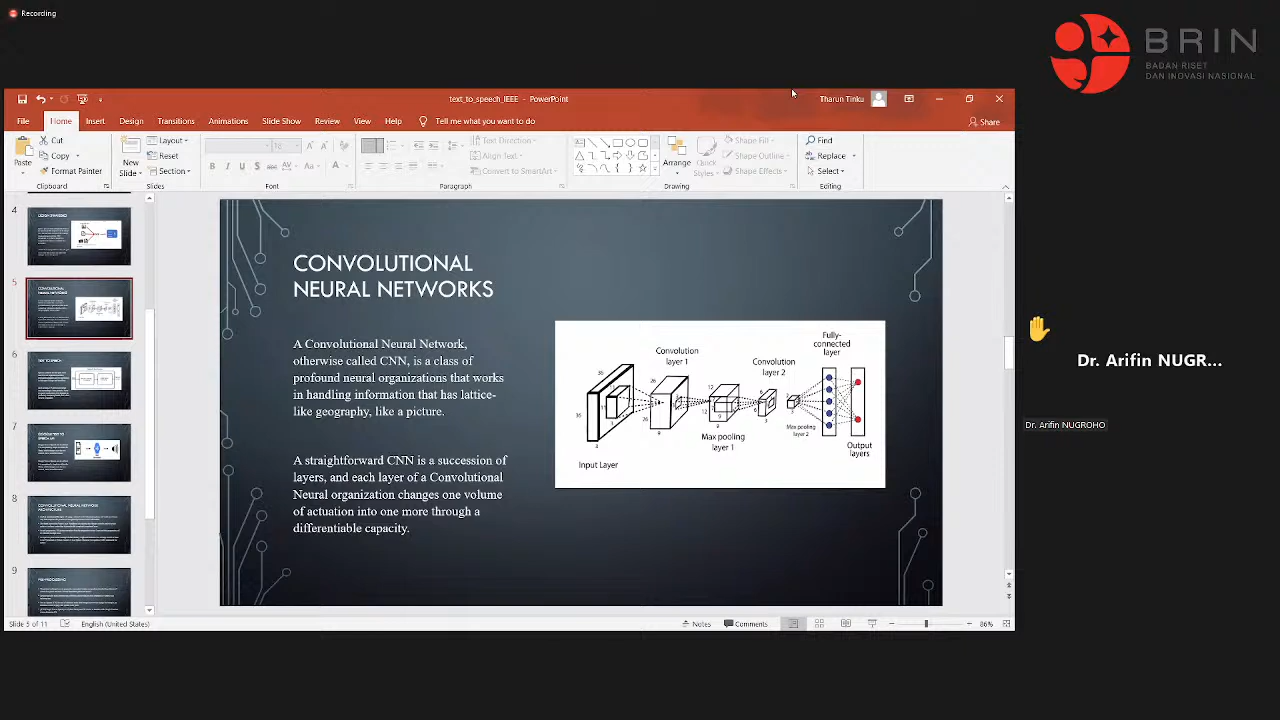 Recording
BRIN
BADAN RISET
DAN INOVASI NASIONAL
text_to_speech_IEEE - PowerPoint
Tharun Tinku
File Home Insert Design Transitions Animations Slide Show Review View Help Tell me what you want to do
Share
Paste
Cut
Copy
Format Painter
Clipboard
New
Slide
Layout
Reset
Section
Slides
Font
Text Direction
Align Text
Convert to SmartArt
Paragraph
Arrange
Quick
Styles
Shape Fill
Shape Outline
Shape Effects
Drawing
Find
Replace
Select
Editing
4
5
6
7
8
9
CONVOLUTIONAL
NEURAL NETWORKS
A Convolutional Neural Network,
otherwise called CNN, is a class of
profound neural organizations that works
in handling information that has lattice-
like geography, like a picture.
A straightforward CNN is a succession of
layers, and each layer of a Convolutional
Neural organization changes one volume
of actuation into one more through a
differentiable capacity.
Input Layer
Convolution
layer 1
Max pooling
layer 1
Convolution
layer 2
Max pooling
layer 2
Fully-
connected
layer
Output
layers
Dr. Arifin NUGR...
Dr. Arifin NUGROHO
Slide 5 of 11
English (United States)
Notes
Comments
86%